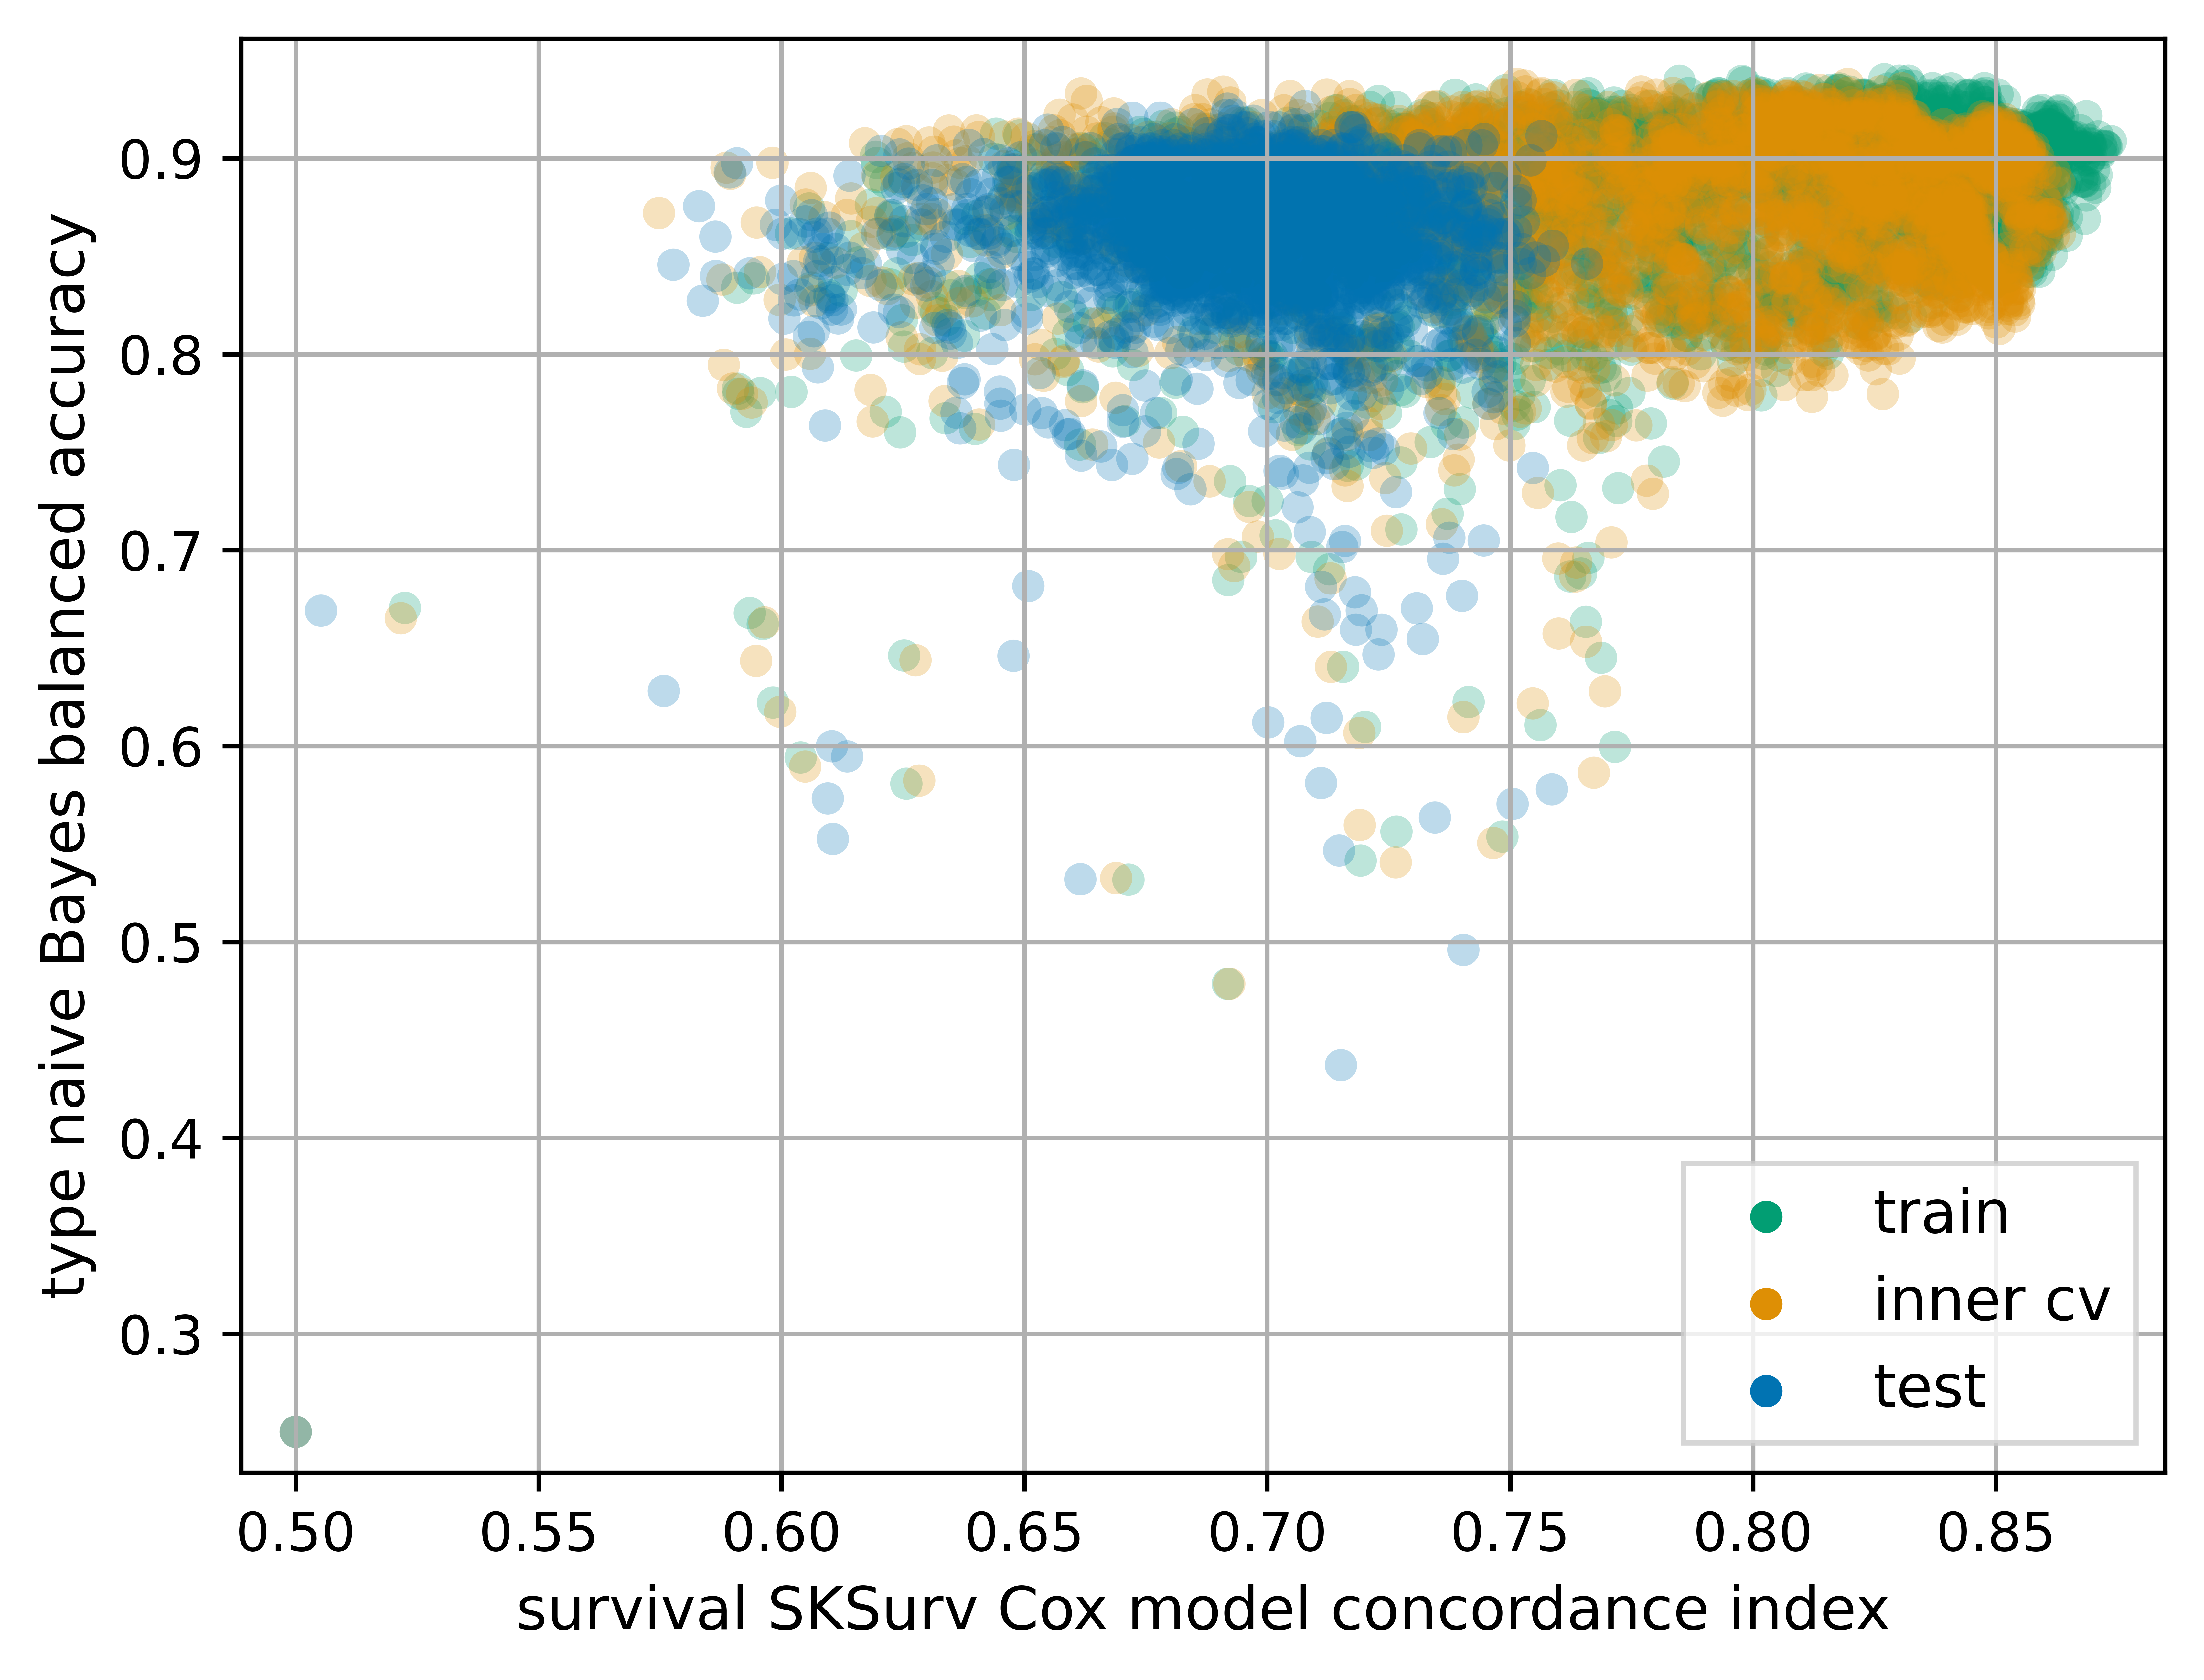 0.9
0.8
0.7
0.6
0.5
0.4
0.3
type naive Bayes balanced accuracy
train
inner cv
test
0.50 0.55 0.60 0.65 0.70 0.75 0.80 0.85
survival SKSurv Cox model concordance index